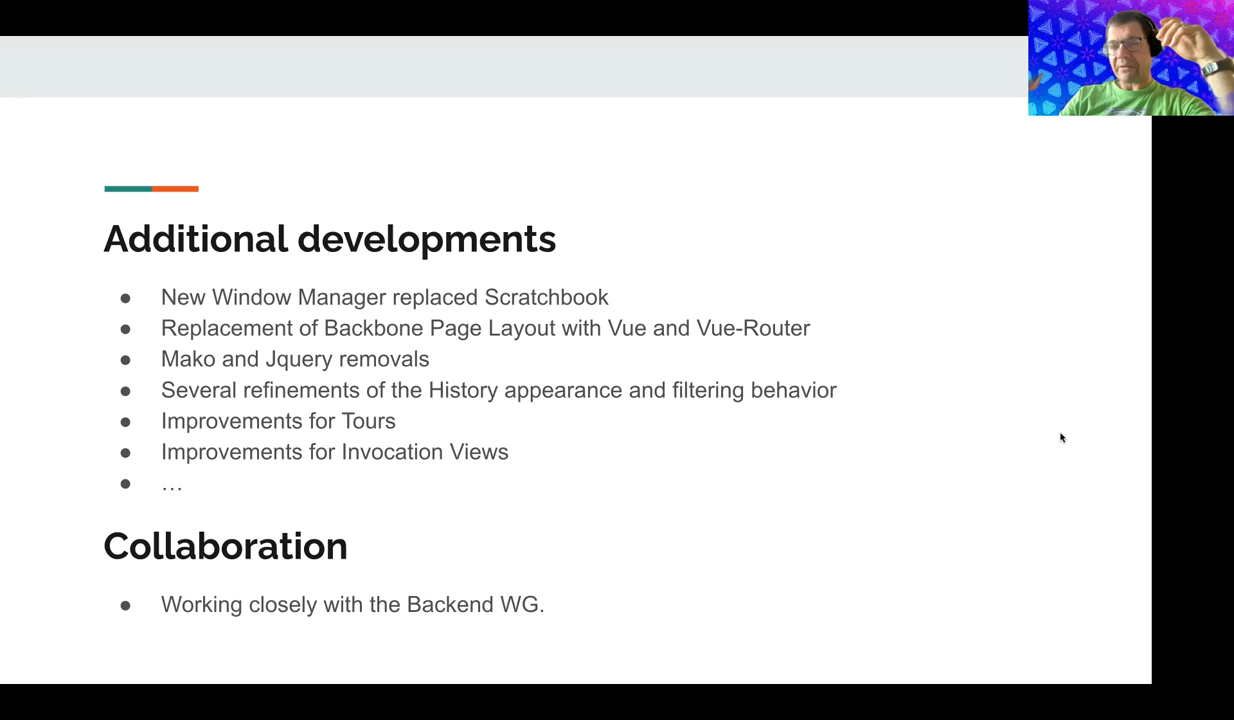 Additional developments
● New Window Manager replaced Scratchbook
● Replacement of Backbone Page Layout with Vue and Vue-Router
● Mako and Jquery removals
● Several refinements of the History appearance and filtering behavior
● Improvements for Tours
● Improvements for Invocation Views
● …
Collaboration
● Working closely with the Backend WG.